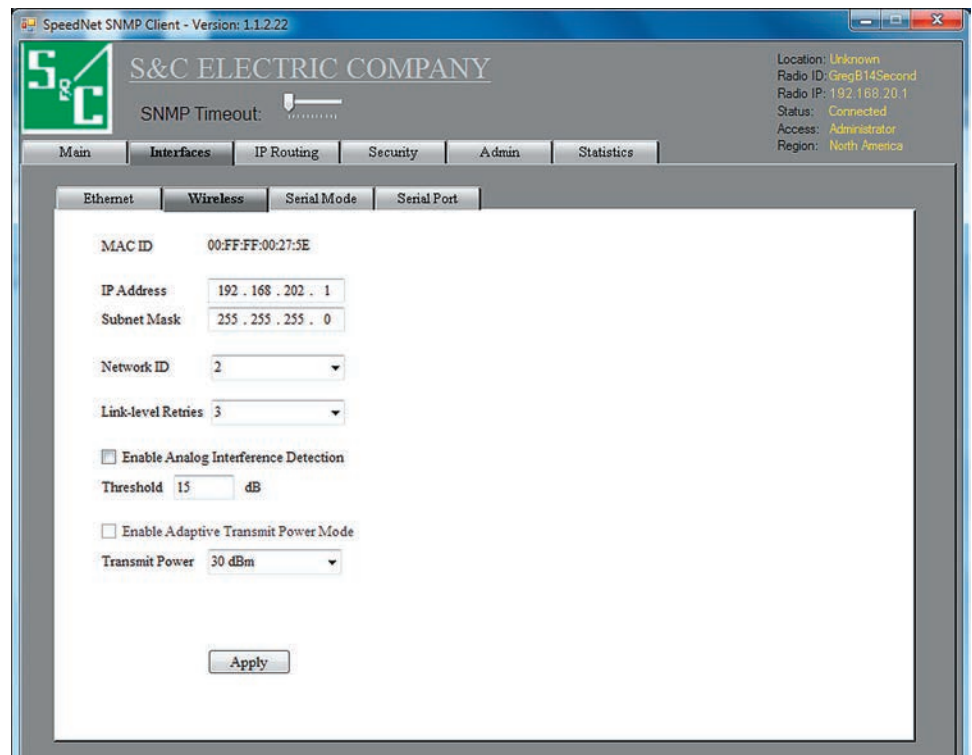 SpeedNet SNMP Client - Version: 1.1.2.22
S&C
S&C ELECTRIC COMPANY
SNMP Timeout:
Location: Unknown
Radio ID: GregB14Second
Radio IP: 192.168.20.1
Status: Connected
Access: Administrator
Region: North America
Main Interfaces IP Routing Security Admin Statistics
Ethernet Wireless Serial Mode Serial Port
MAC ID 00:FF:FF:00:27:5E
IP Address 192 . 168 . 202 . 1
Subnet Mask 255 . 255 . 255 . 0
Network ID 2
Link-level Retries 3
Enable Analog Interference Detection
Threshold 15 dB
Enable Adaptive Transmit Power Mode
Transmit Power 30 dBm
Apply